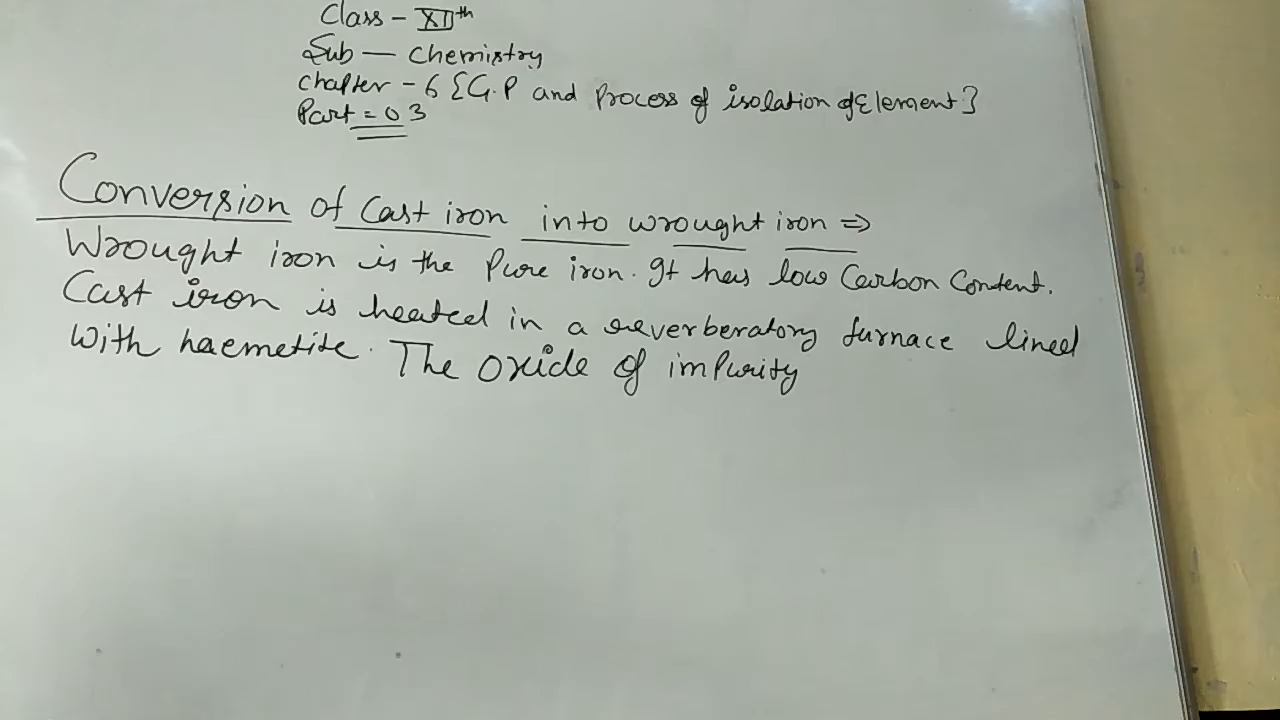 Class - XIIth
Sub - Chemistry
Chapter - 6 {G.P and Process of isolation of Element}
Part = 03
Conversion of Cast iron into wrought iron ⇒
Wrought iron is the Pure iron. It has low Carbon Content.
Cast iron is heated in a reverberatory furnace lined
With haemetite. The oxide of imPurity